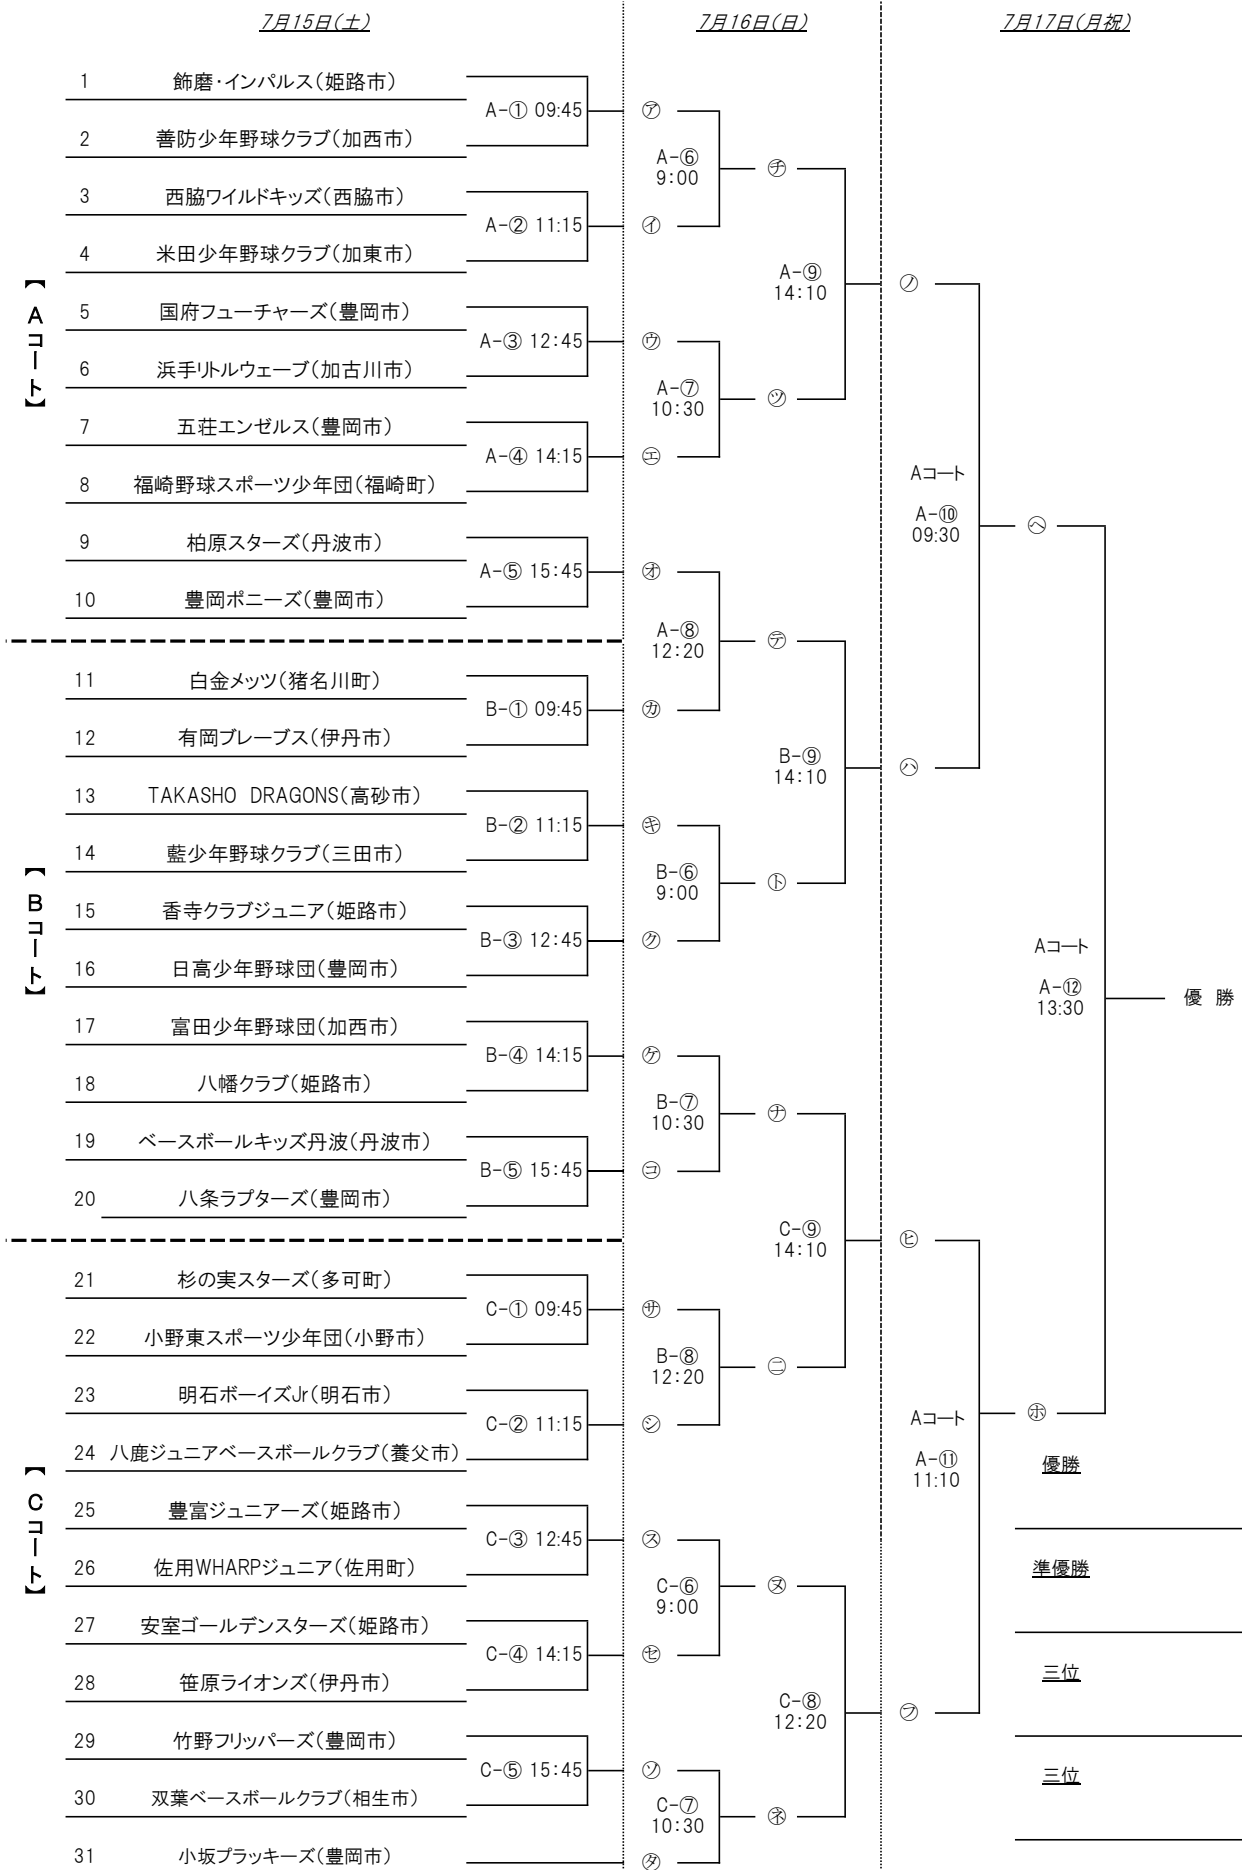 7月15日(土)
7月16日(日)
7月17日(月祝)
【Aコート】
1 飾磨・インパルス(姫路市)
A-① 09:45
2 善防少年野球クラブ(加西市)
3 西脇ワイルドキッズ(西脇市)
A-② 11:15
4 米田少年野球クラブ(加東市)
5 国府フューチャーズ(豊岡市)
A-③ 12:45
6 浜手リトルウェーブ(加古川市)
7 五荘エンゼルス(豊岡市)
A-④ 14:15
8 福崎野球スポーツ少年団(福崎町)
9 柏原スターズ(丹波市)
A-⑤ 15:45
10 豊岡ポニーズ(豊岡市)
【Bコート】
11 白金メッツ(猪名川町)
B-① 09:45
12 有岡ブレーブス(伊丹市)
13 TAKASHO DRAGONS(高砂市)
B-② 11:15
14 藍少年野球クラブ(三田市)
15 香寺クラブジュニア(姫路市)
B-③ 12:45
16 日高少年野球団(豊岡市)
17 富田少年野球団(加西市)
B-④ 14:15
18 八幡クラブ(姫路市)
19 ベースボールキッズ丹波(丹波市)
B-⑤ 15:45
20 八条ラプターズ(豊岡市)
【Cコート】
21 杉の実スターズ(多可町)
C-① 09:45
22 小野東スポーツ少年団(小野市)
23 明石ボーイズJr(明石市)
C-② 11:15
24 八鹿ジュニアベースボールクラブ(養父市)
25 豊富ジュニアーズ(姫路市)
C-③ 12:45
26 佐用WHARPジュニア(佐用町)
27 安室ゴールデンスターズ(姫路市)
C-④ 14:15
28 笹原ライオンズ(伊丹市)
29 竹野フリッパーズ(豊岡市)
C-⑤ 15:45
30 双葉ベースボールクラブ(相生市)
31 小坂ブラッキーズ(豊岡市)
㋐
A-⑥
9:00
㋑
㋒
A-⑦
10:30
㋓
㋔
A-⑧
12:20
㋕
㋖
B-⑥
9:00
㋗
㋘
B-⑦
10:30
㋙
㋚
B-⑧
12:20
㋛
㋜
C-⑥
9:00
㋝
㋞
C-⑦
10:30
㋟
㋠
A-⑨
14:10
㋡
㋢
B-⑨
14:10
㋣
㋤
C-⑨
14:10
㋥
㋦
C-⑧
12:20
㋧
㋨
Aコート
A-⑩
09:30
㋩
㋪
Aコート
A-⑪
11:10
㋫
㋬
Aコート
A-⑫
13:30
㋭
優 勝
優勝
準優勝
三位
三位